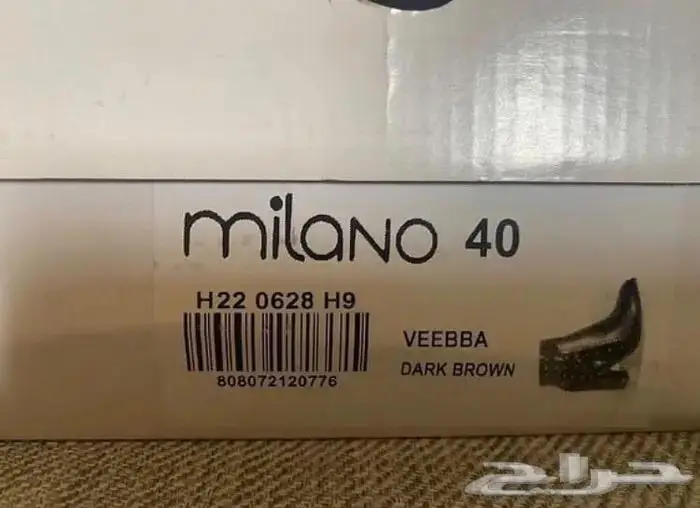 milano 40
H22 0628 H9
808072120776
VEEBBA
DARK BROWN
حراج